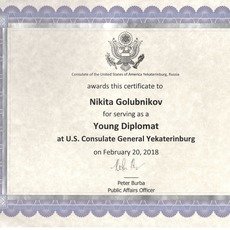 Consulate of the United States of America Yekaterinburg, Russia
awards this certificate to
Nikita Golubnikov
for serving as a
Young Diplomat
at U.S. Consulate General Yekaterinburg
on February 20, 2018
Peter Burba
Public Affairs Officer